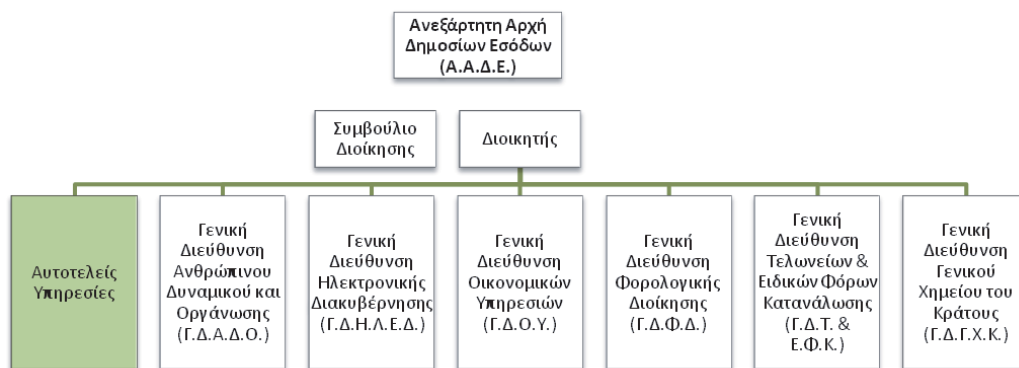 Ανεξάρτητη Αρχή
Δημοσίων Εσόδων
(Α.Α.Δ.Ε.)
Συμβούλιο
Διοίκησης
Διοικητής
Αυτοτελείς
Υπηρεσίες
Γενική
Διεύθυνση
Ανθρώπινου
Δυναμικού και
Οργάνωσης
(Γ.Δ.Α.Δ.Ο.)
Γενική
Διεύθυνση
Ηλεκτρονικής
Διακυβέρνησης
(Γ.Δ.Η.Λ.Ε.Δ.)
Γενική
Διεύθυνση
Οικονομικών
Υπηρεσιών
(Γ.Δ.Ο.Υ.)
Γενική
Διεύθυνση
Φορολογικής
Διοίκησης
(Γ.Δ.Φ.Δ.)
Γενική
Διεύθυνση
Τελωνείων &
Ειδικών Φόρων
Κατανάλωσης
(Γ.Δ.Τ. &
Ε.Φ.Κ.)
Γενική
Διεύθυνση
Γενικού
Χημείου του
Κράτους
(Γ.Δ.Γ.Χ.Κ.)